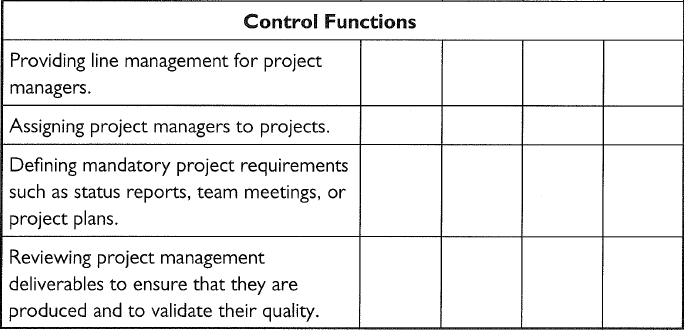 Control Functions
Providing line management for project
managers.
Assigning project managers to projects.
Defining mandatory project requirements
such as status reports, team meetings, or
project plans.
Reviewing project management
deliverables to ensure that they are
produced and to validate their quality.